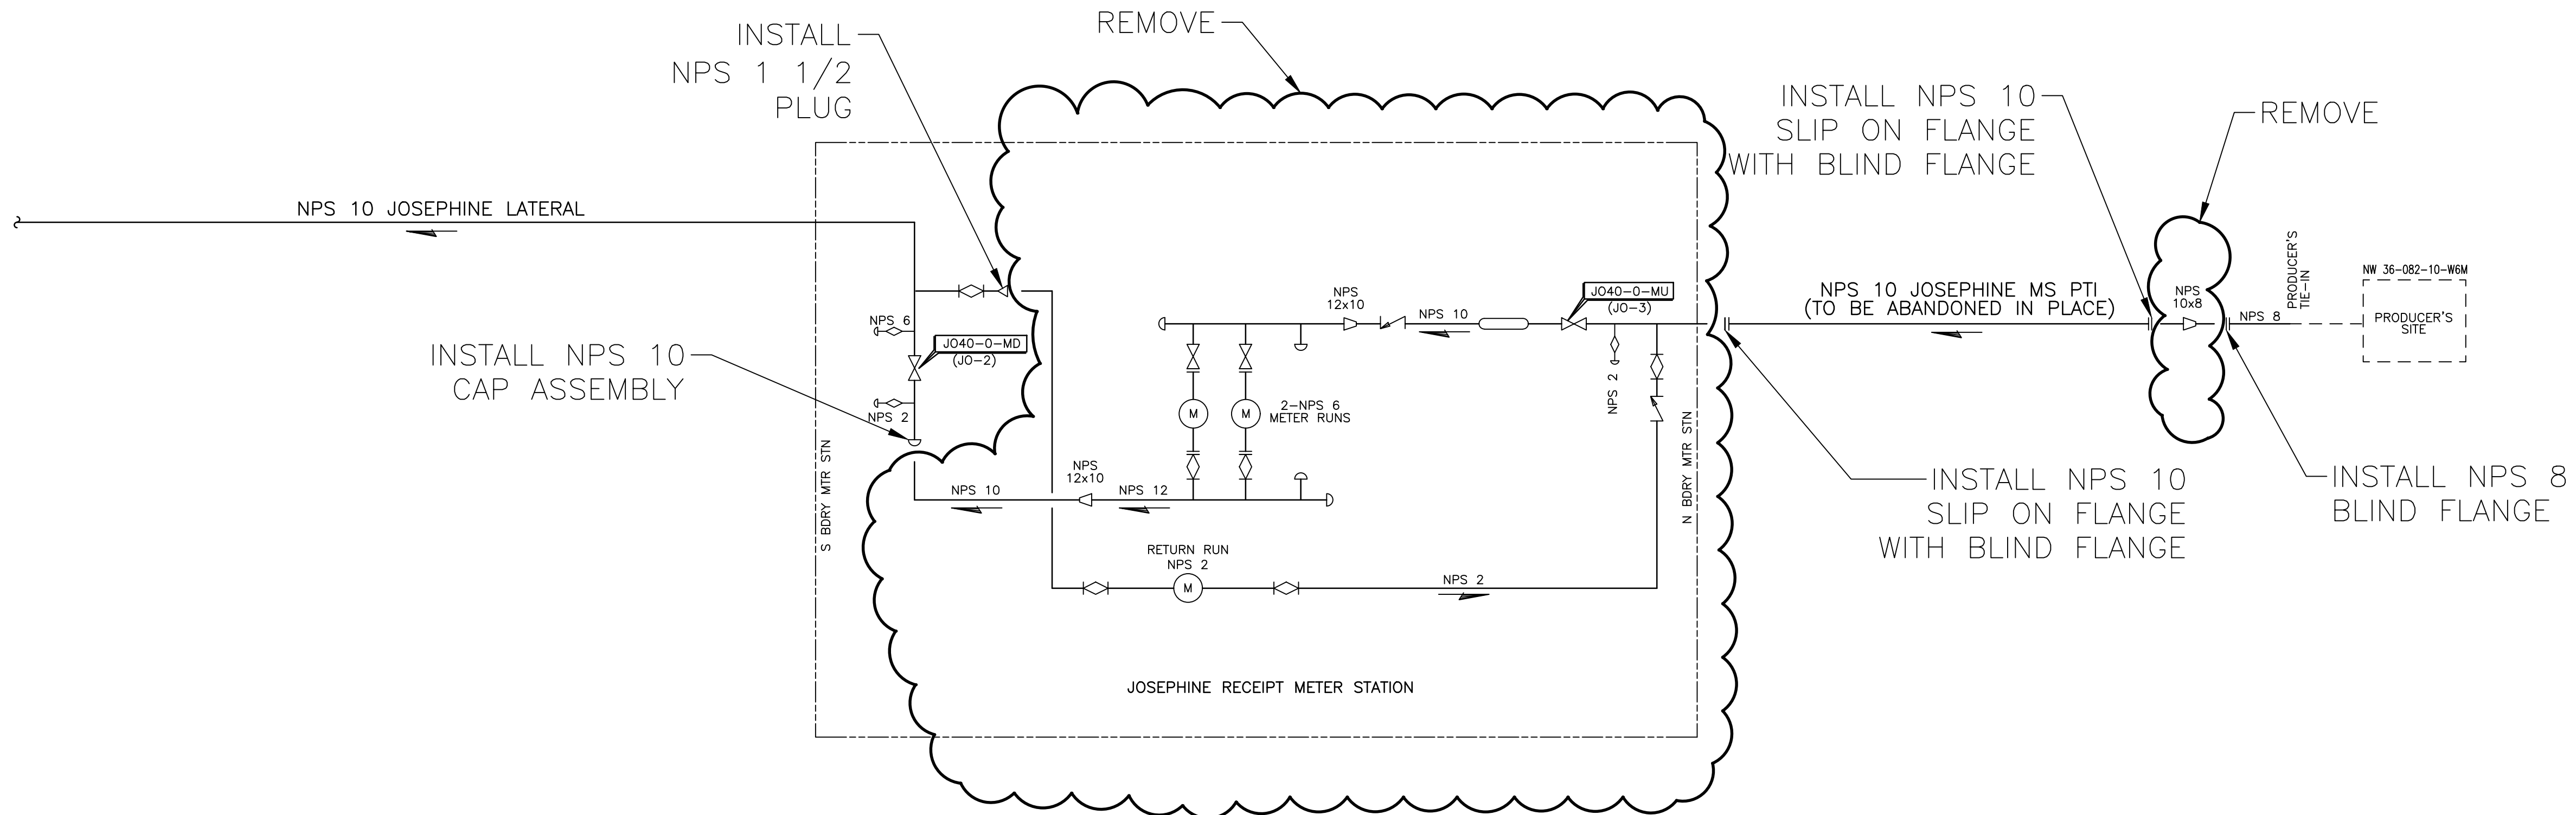 REMOVE
INSTALL
NPS 1 1/2
PLUG
INSTALL NPS 10
SLIP ON FLANGE
WITH BLIND FLANGE
REMOVE
NPS 10 JOSEPHINE LATERAL
NPS 6
JO40-0-MD
(JO-2)
INSTALL NPS 10
CAP ASSEMBLY
NPS 2
S BDRY MTR STN
NPS
12x10
NPS 10
JO40-0-MU
(JO-3)
NPS 2
2-NPS 6
METER RUNS
M
M
N BDRY MTR STN
NPS 10 JOSEPHINE MS PTI
(TO BE ABANDONED IN PLACE)
NPS
10x8
NPS 8
PRODUCER'S
TIE-IN
NW 36-082-10-W6M
PRODUCER'S
SITE
NPS
12x10
NPS 10
NPS 12
INSTALL NPS 10
SLIP ON FLANGE
WITH BLIND FLANGE
INSTALL NPS 8
BLIND FLANGE
RETURN RUN
NPS 2
M
NPS 2
JOSEPHINE RECEIPT METER STATION